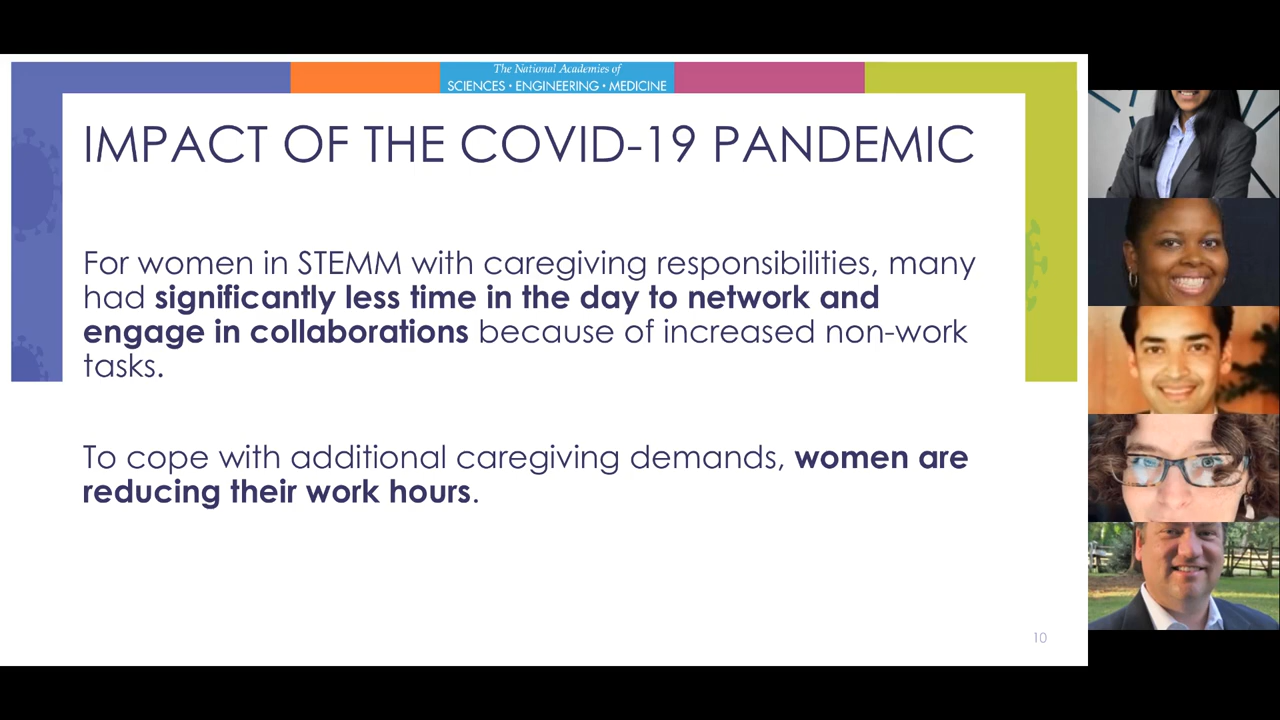 The National Academies of
SCIENCES • ENGINEERING • MEDICINE
IMPACT OF THE COVID-19 PANDEMIC
For women in STEMM with caregiving responsibilities, many
had significantly less time in the day to network and
engage in collaborations because of increased non-work
tasks.
To cope with additional caregiving demands, women are
reducing their work hours.
10